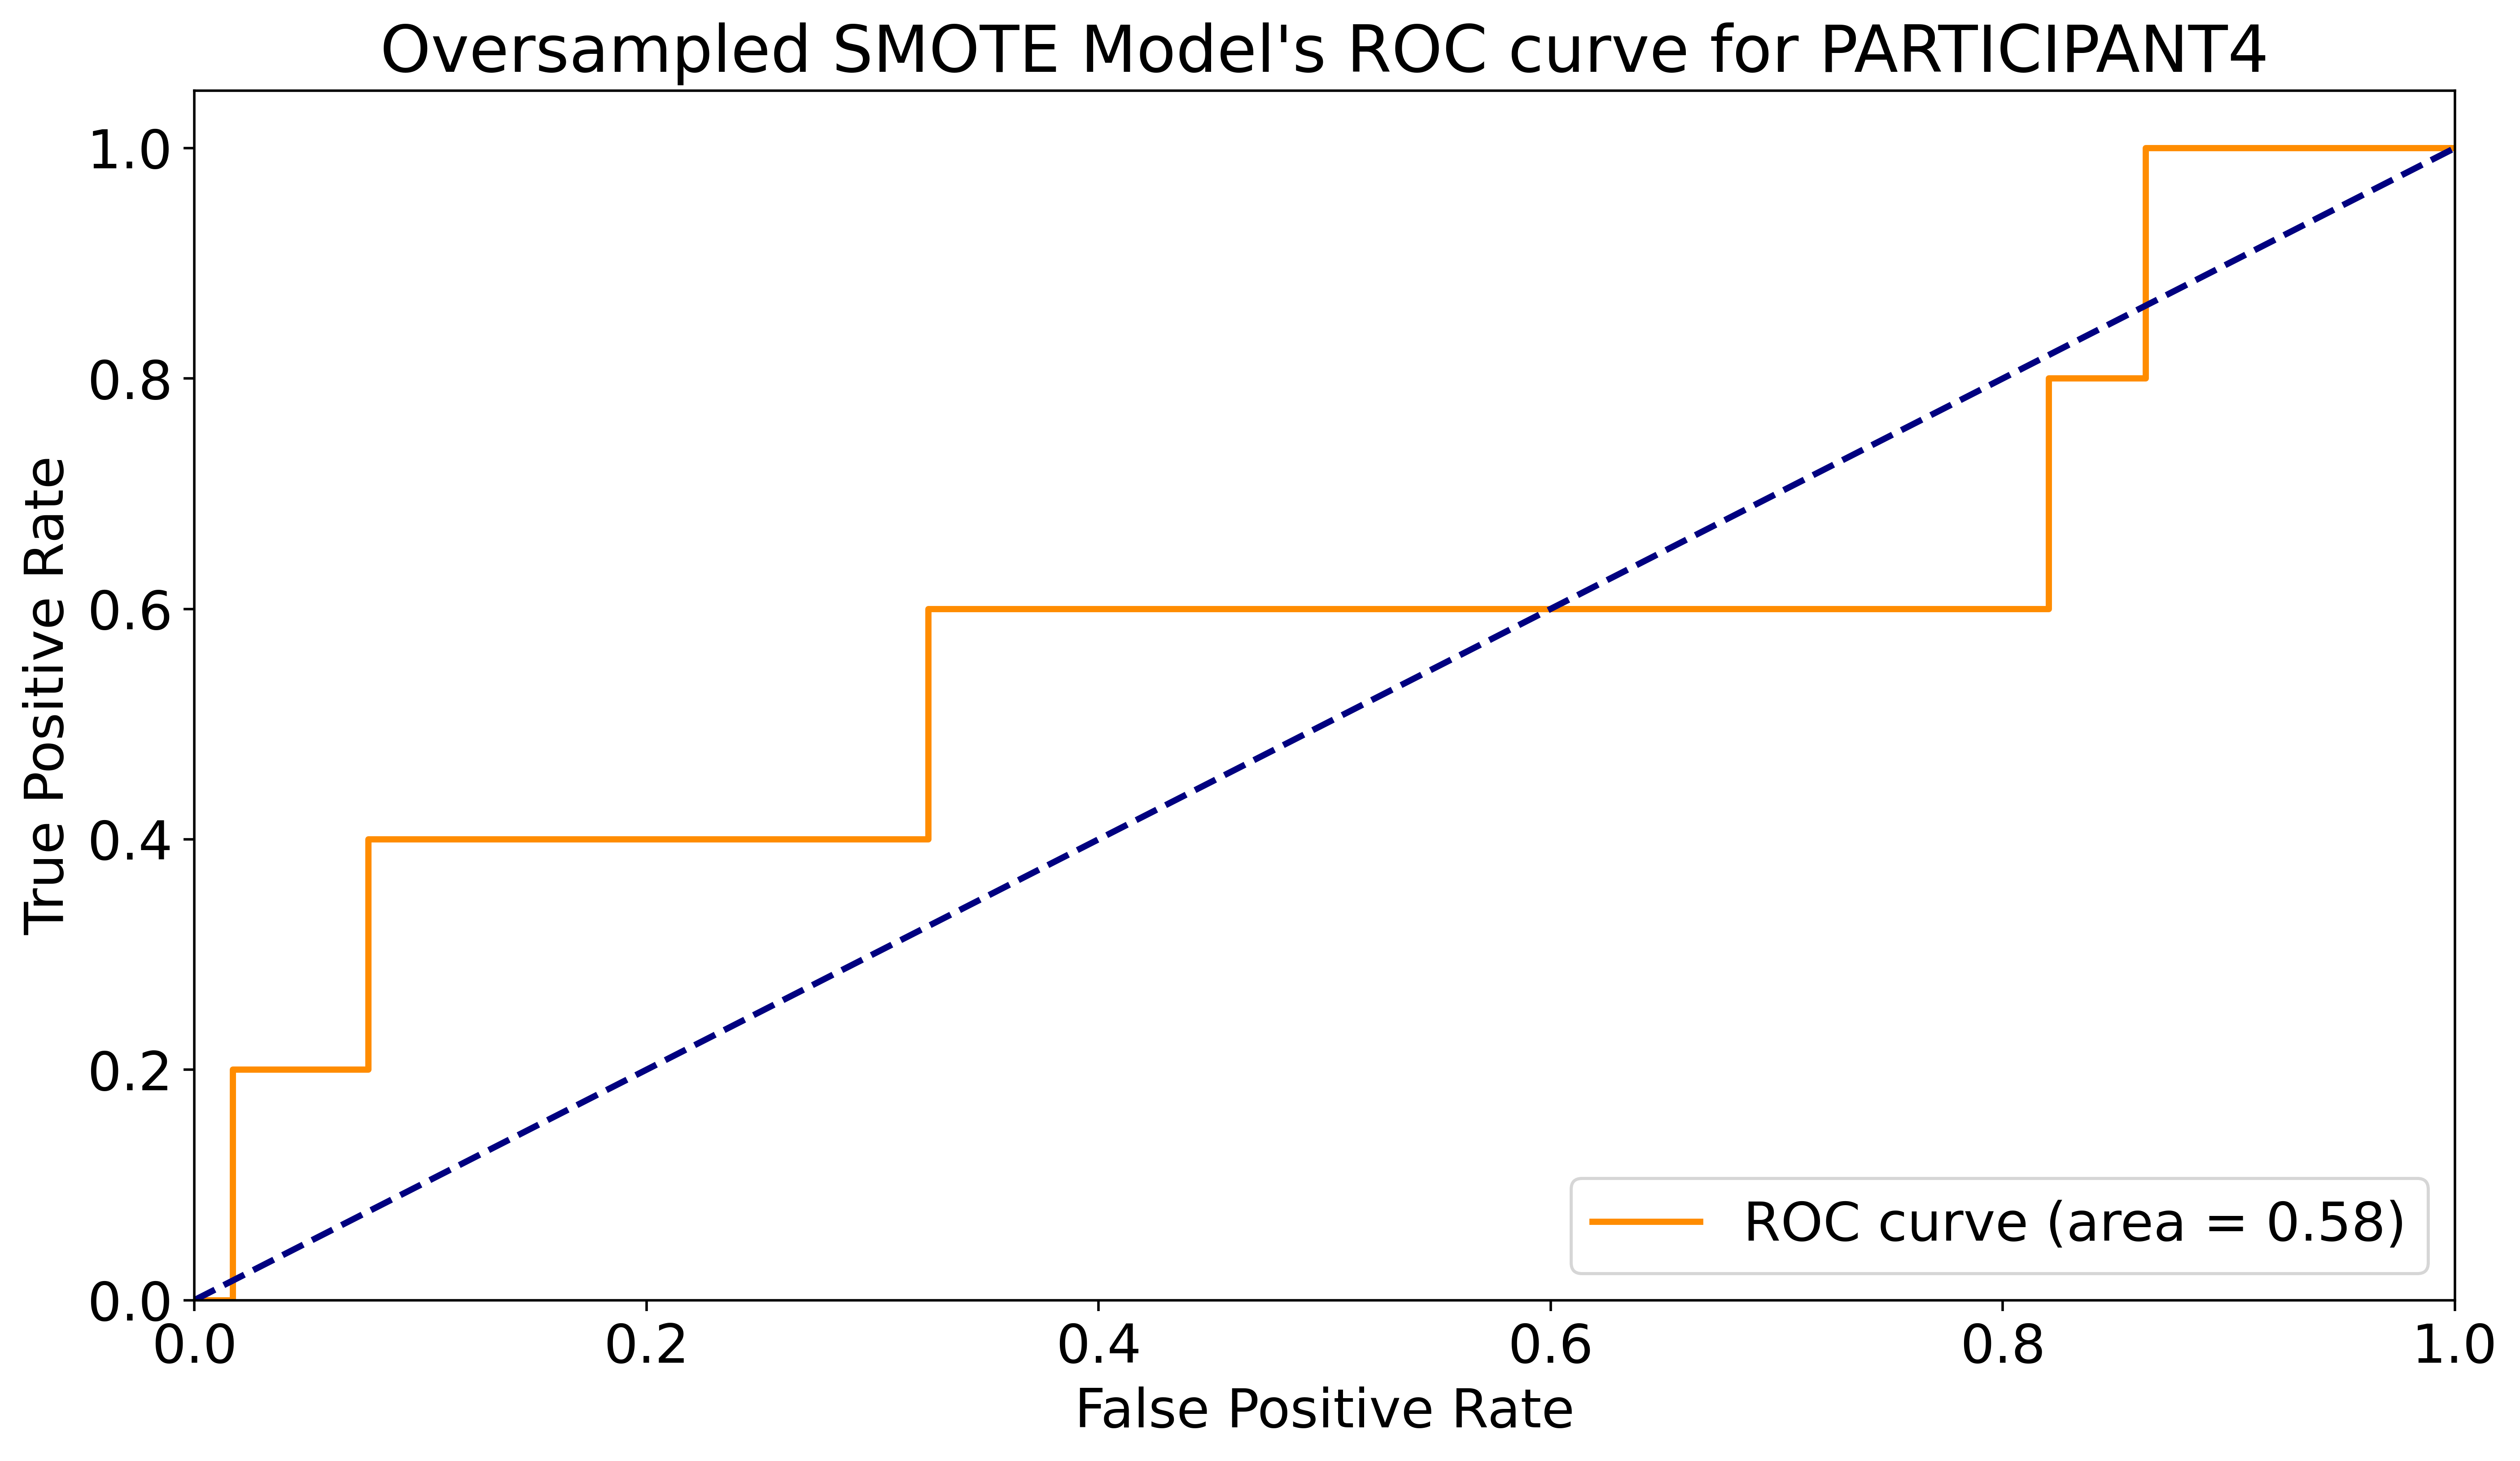 Oversampled SMOTE Model's ROC curve for PARTICIPANT4
True Positive Rate
1.0
0.8
0.6
0.4
0.2
0.0
ROC curve (area = 0.58)
0.0 0.2 0.4 0.6 0.8 1.0
False Positive Rate